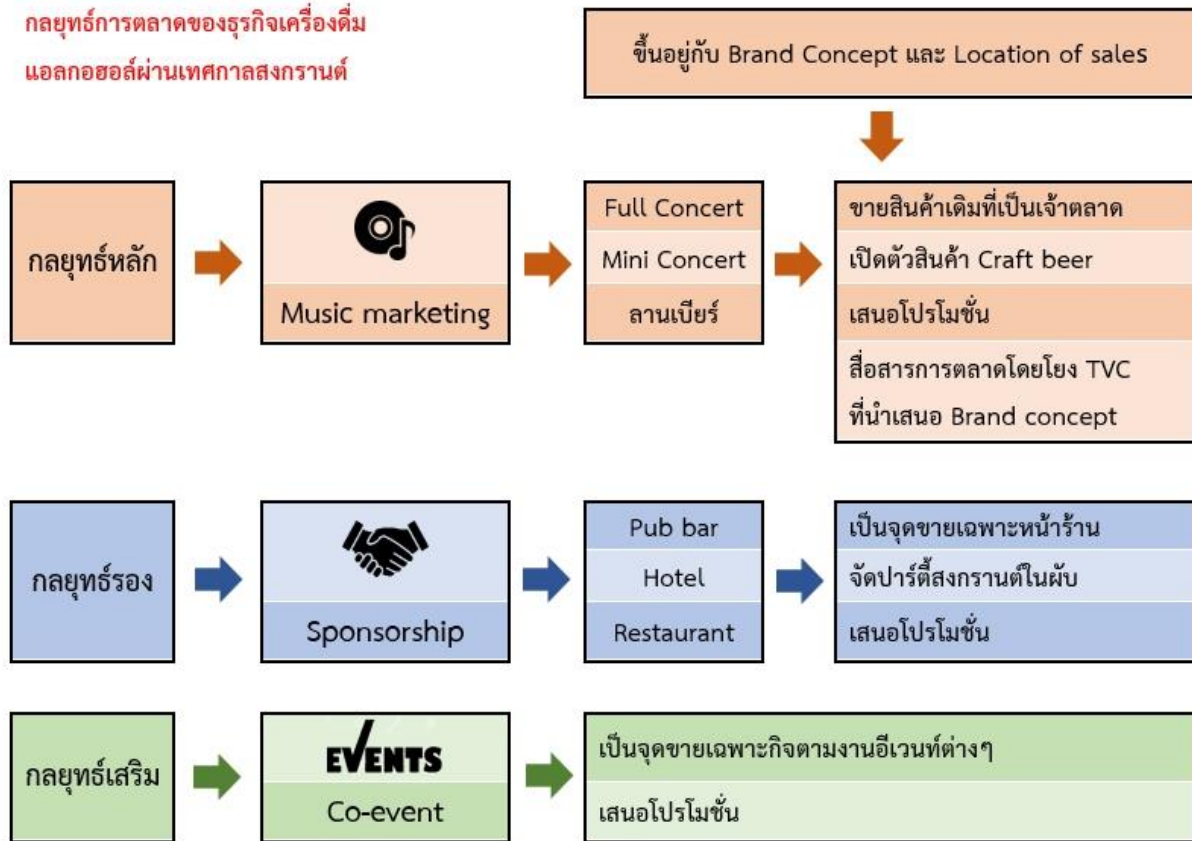 กลยุทธ์การตลาดของธุรกิจเครื่องดื่ม
แอลกอฮอล์ผ่านเทศกาลสงกรานต์
ขึ้นอยู่กับ Brand Concept และ Location of sales
กลยุทธ์หลัก
Music marketing
Full Concert
Mini Concert
ลานเบียร์
ขายสินค้าเดิมที่เป็นเจ้าตลาด
เปิดตัวสินค้า Craft beer
เสนอโปรโมชั่น
สื่อสารการตลาดโดยโยง TVC
ที่นำเสนอ Brand concept
กลยุทธ์รอง
Sponsorship
Pub bar
Hotel
Restaurant
เป็นจุดขายเฉพาะหน้าร้าน
จัดปาร์ตี้สงกรานต์ในผับ
เสนอโปรโมชั่น
กลยุทธ์เสริม
EVENTS
Co-event
เป็นจุดขายเฉพาะกิจตามงานอีเวนท์ต่างๆ
เสนอโปรโมชั่น